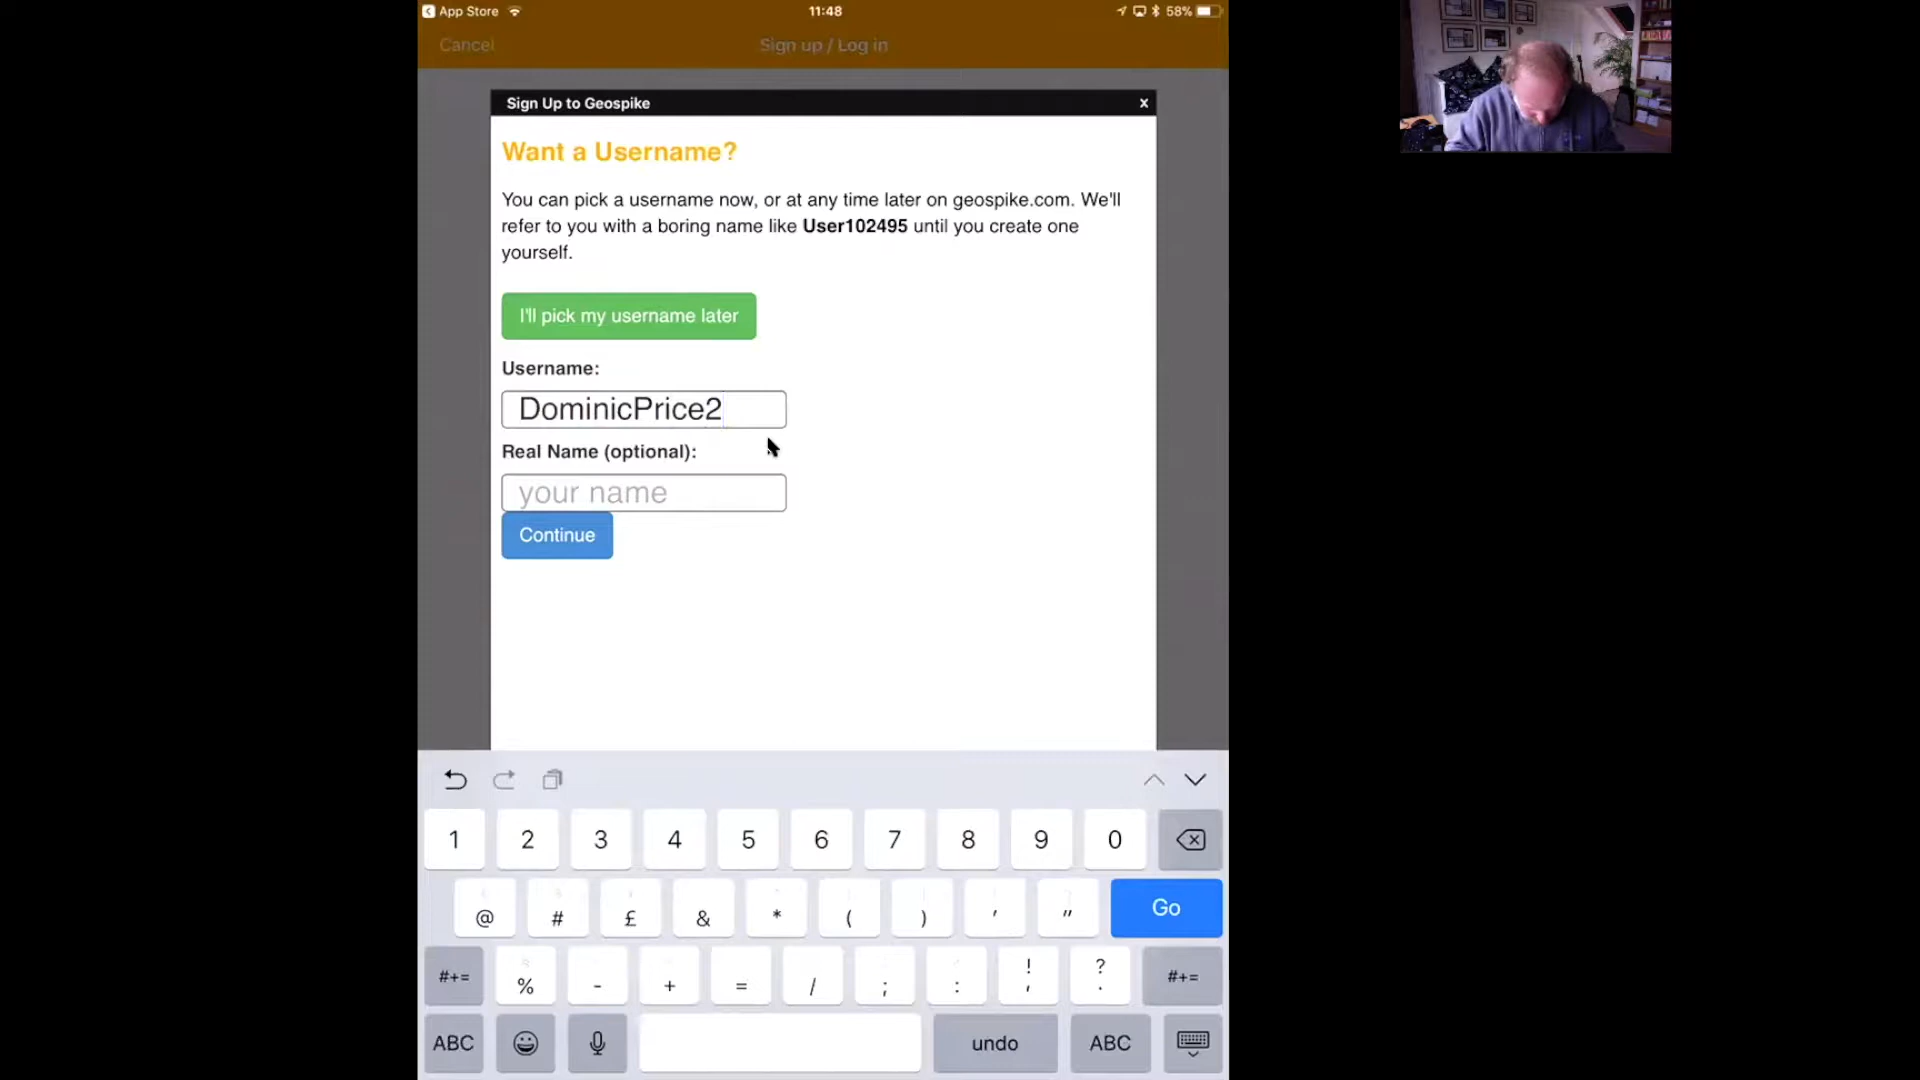 App Store 11:48 58%
Cancel Sign up / Log in
Sign Up to Geospike x
Want a Username?
You can pick a username now, or at any time later on geospike.com. We'll
refer to you with a boring name like User102495 until you create one
yourself.
I'll pick my username later
Username:
DominicPrice2
Real Name (optional):
your name
Continue
1 2 3 4 5 6 7 8 9 0
@ # £ & * ( ) ' " Go
#+= % - + = / ; : ! , ? . #+=
ABC undo ABC